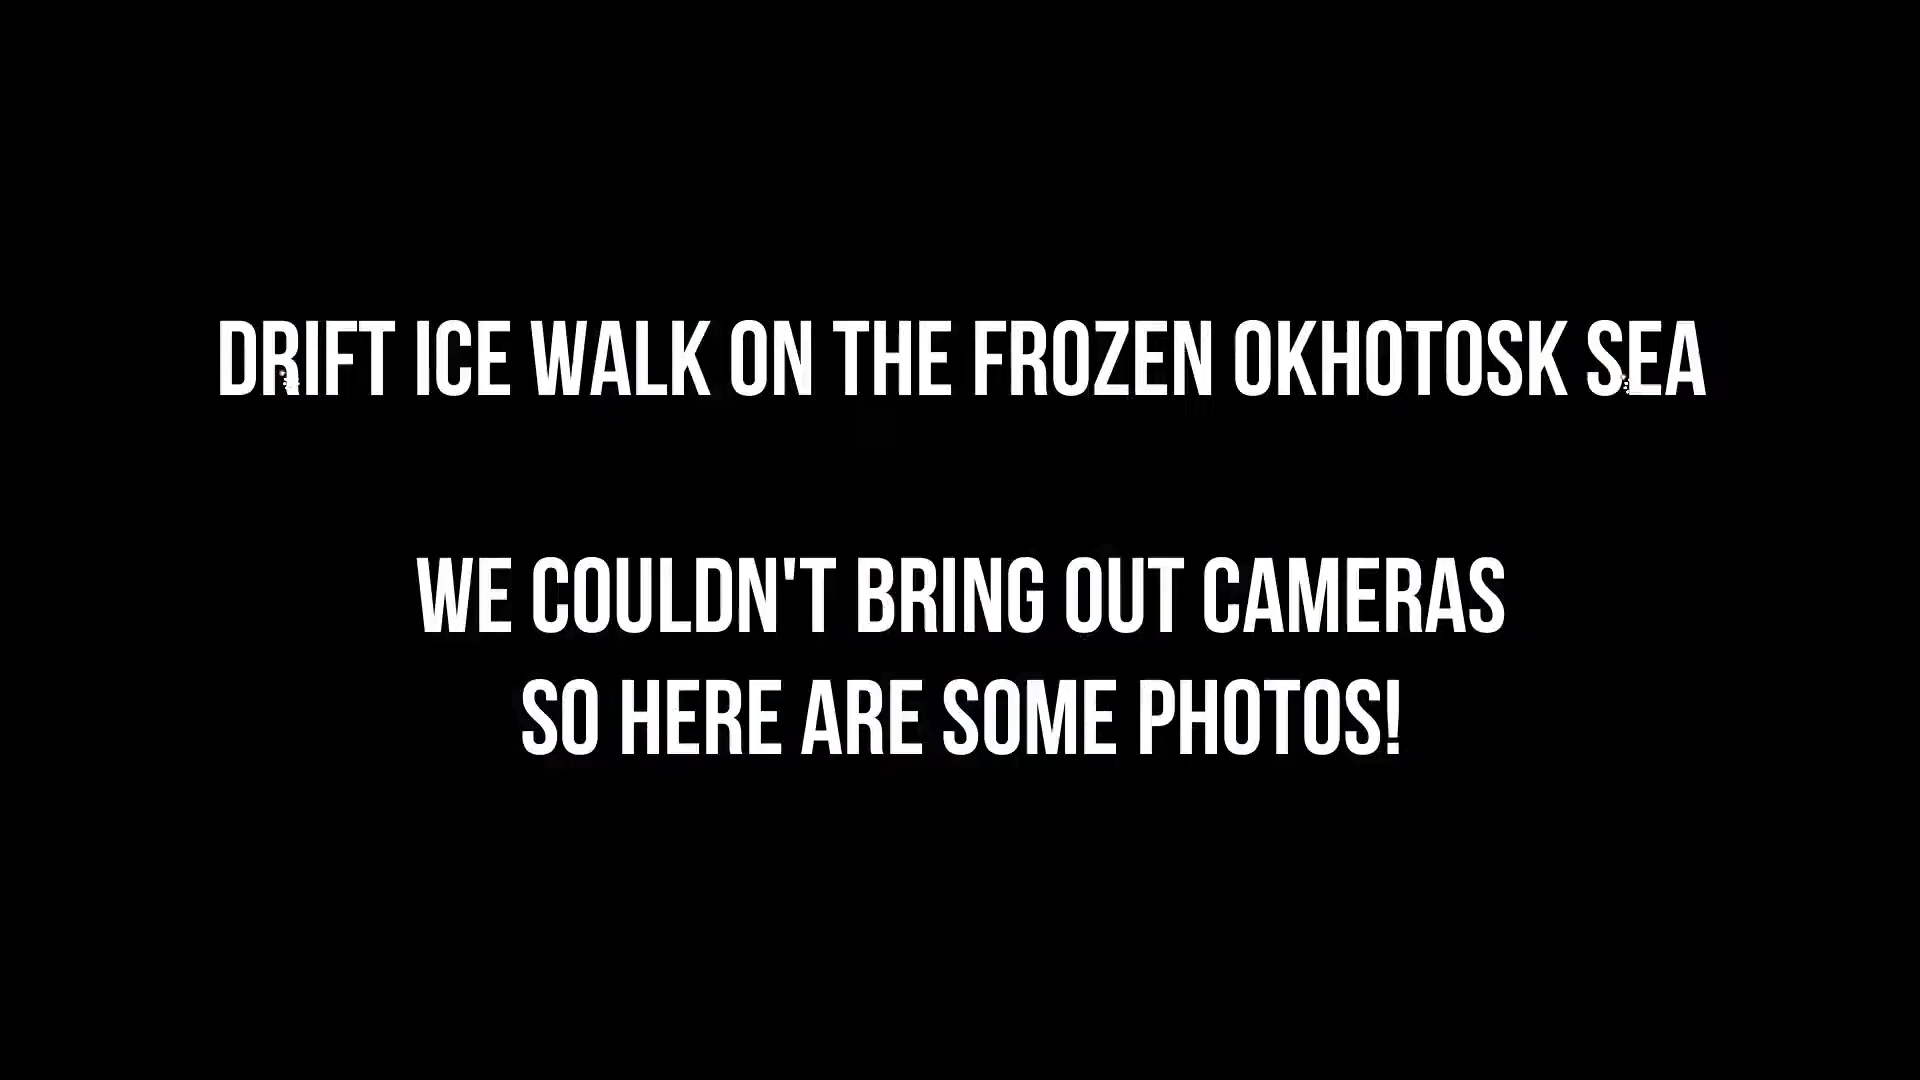 DRIFT ICE WALK ON THE FROZEN OKHOTOSK SEA
WE COULDN'T BRING OUT CAMERAS
SO HERE ARE SOME PHOTOS!